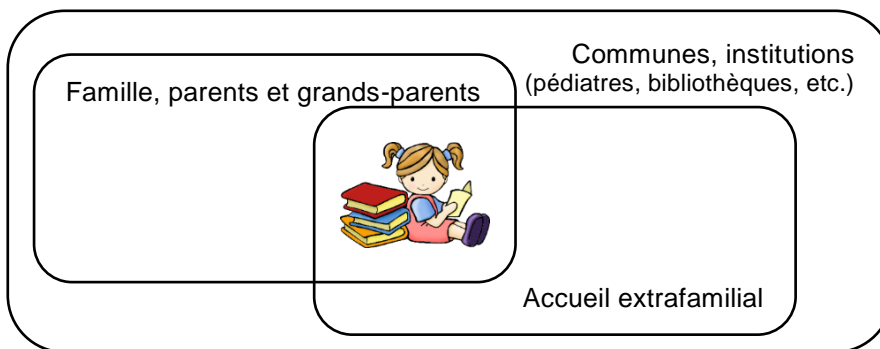 Communes, institutions
(pédiatres, bibliothèques, etc.)
Famille, parents et grands-parents
Accueil extrafamilial